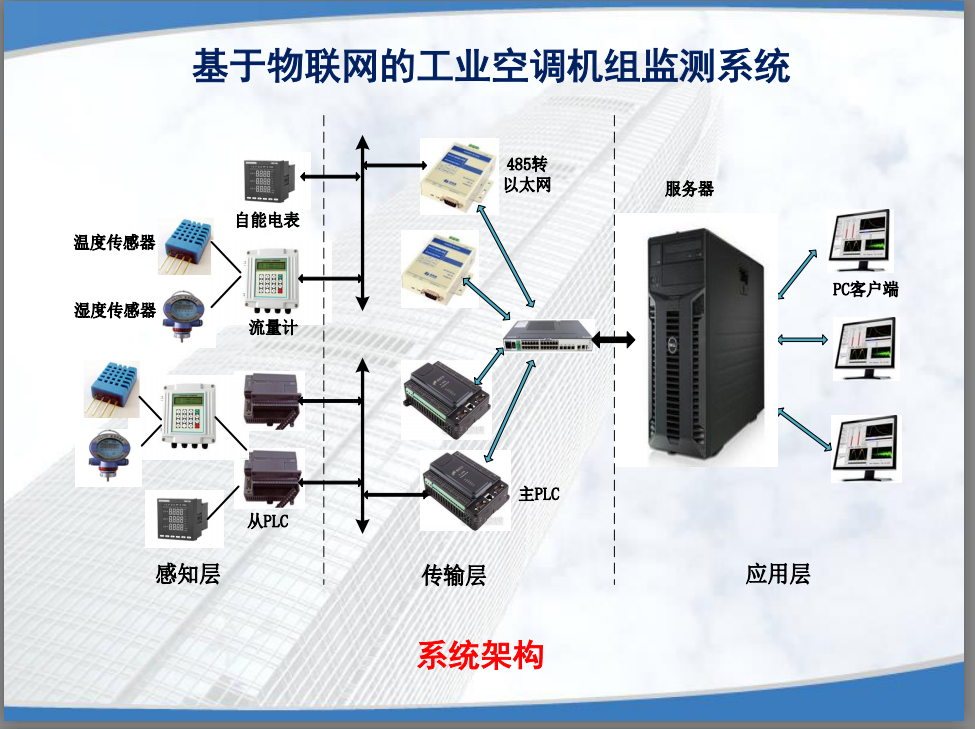 基于物联网的工业空调机组监测系统
485转
以太网
服务器
自能电表
温度传感器
湿度传感器
流量计
PC客户端
主PLC
从PLC
感知层
传输层
应用层
系统架构